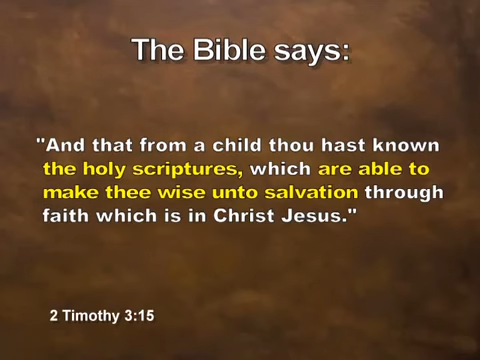 The Bible says:
"And that from a child thou hast known
the holy scriptures, which are able to
make thee wise unto salvation through
faith which is in Christ Jesus."
2 Timothy 3:15